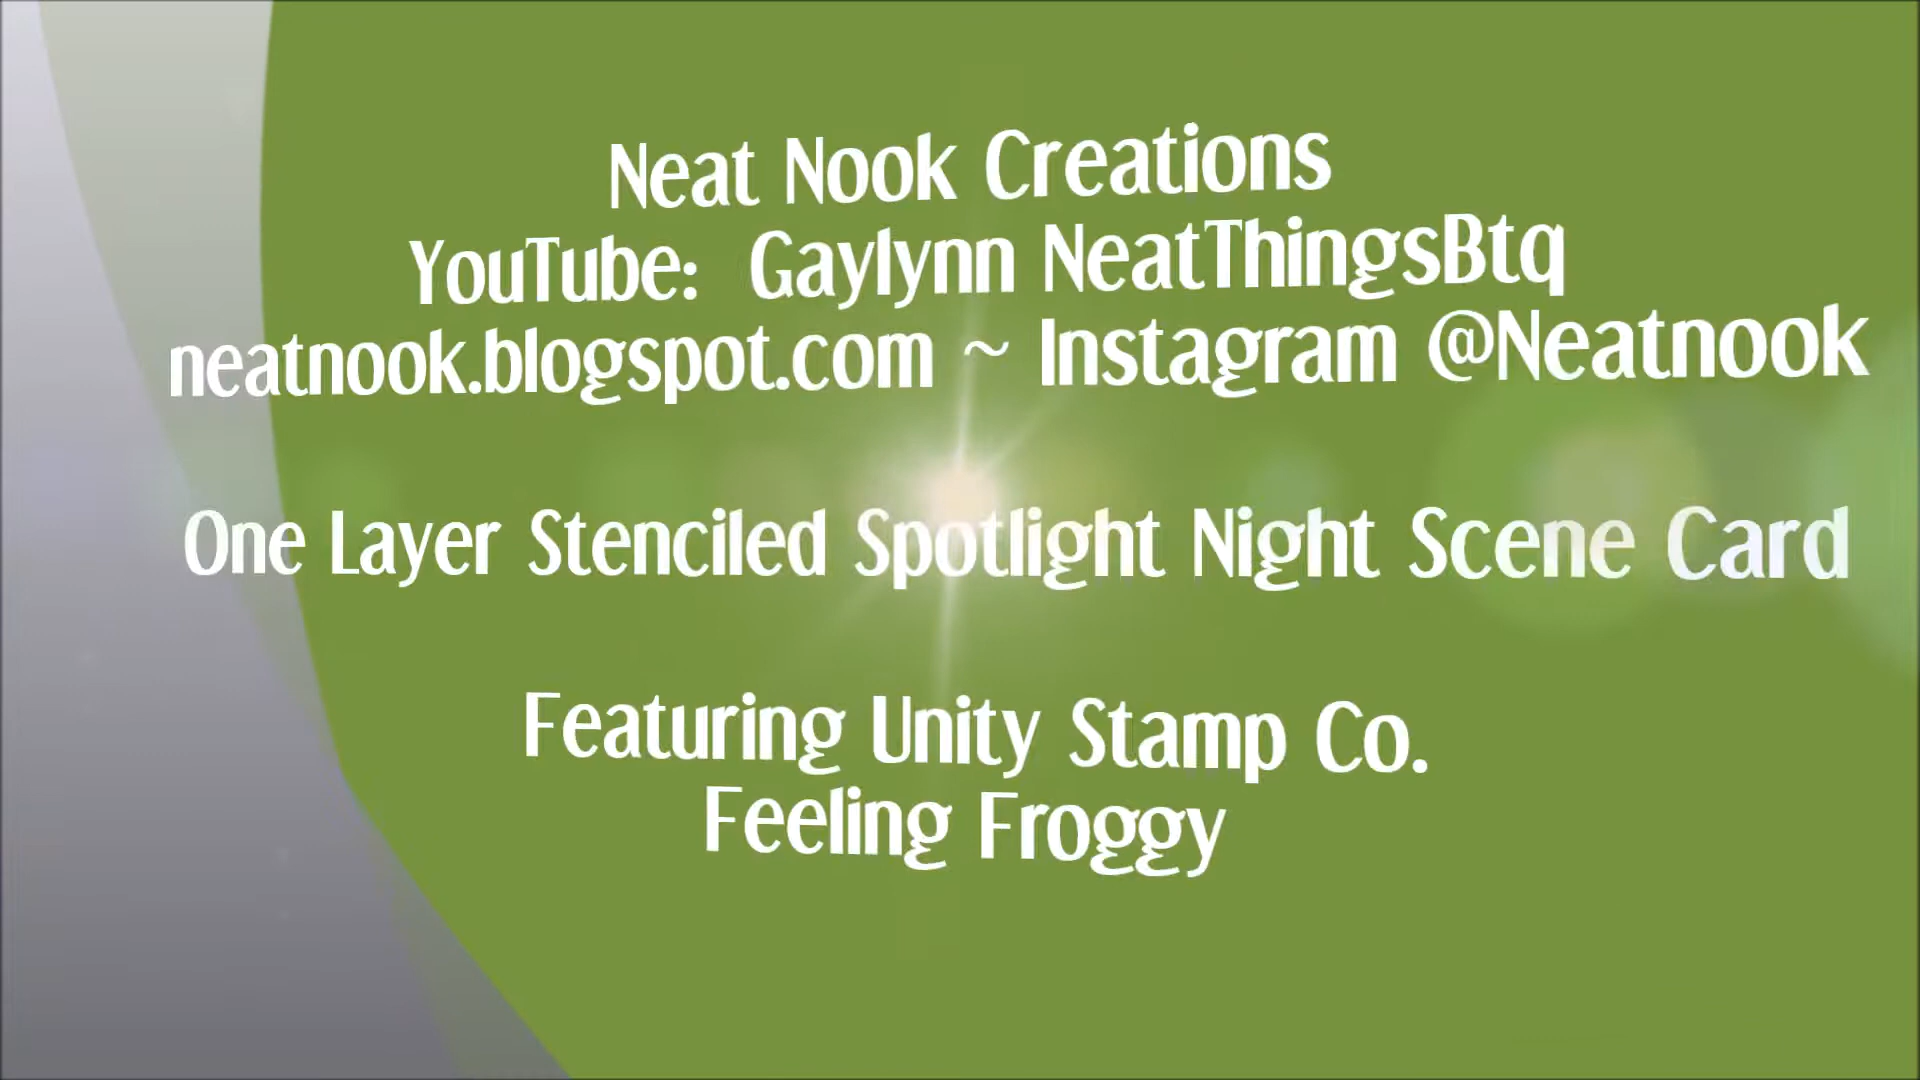 Neat Nook Creations
YouTube: Gaylynn NeatThingsBtq
neatnook.blogspot.com ~ Instagram @Neatnook
One Layer Stenciled Spotlight Night Scene Card
Featuring Unity Stamp Co.
Feeling Froggy